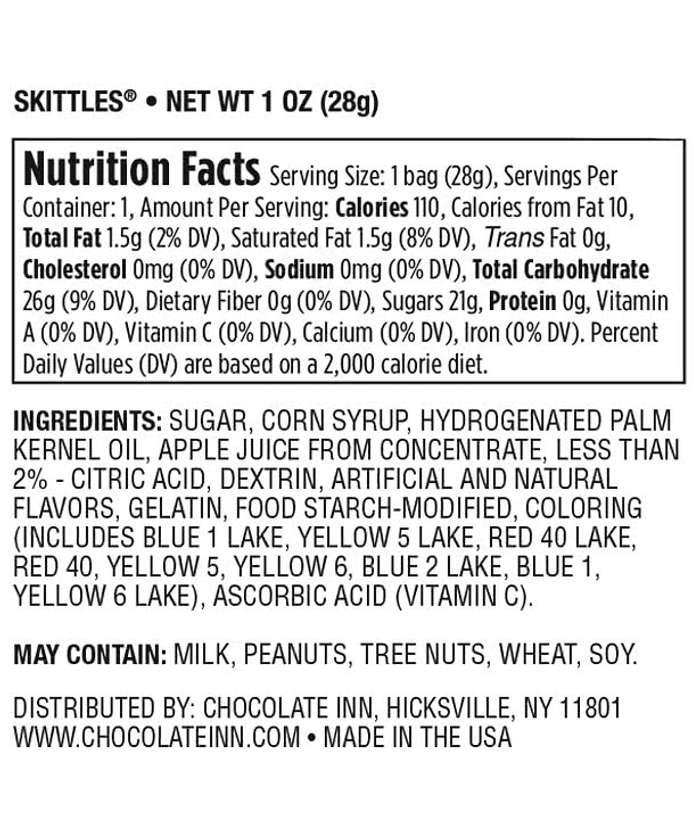 SKITTLES® • NET WT 1 OZ (28g)
Nutrition Facts Serving Size: 1 bag (28g), Servings Per
Container: 1, Amount Per Serving: Calories 110, Calories from Fat 10,
Total Fat 1.5g (2% DV), Saturated Fat 1.5g (8% DV), Trans Fat 0g,
Cholesterol 0mg (0% DV), Sodium 0mg (0% DV), Total Carbohydrate
26g (9% DV), Dietary Fiber 0g (0% DV), Sugars 21g, Protein 0g, Vitamin
A (0% DV), Vitamin C (0% DV), Calcium (0% DV), Iron (0% DV). Percent
Daily Values (DV) are based on a 2,000 calorie diet.
INGREDIENTS: SUGAR, CORN SYRUP, HYDROGENATED PALM
KERNEL OIL, APPLE JUICE FROM CONCENTRATE, LESS THAN
2% - CITRIC ACID, DEXTRIN, ARTIFICIAL AND NATURAL
FLAVORS, GELATIN, FOOD STARCH-MODIFIED, COLORING
(INCLUDES BLUE 1 LAKE, YELLOW 5 LAKE, RED 40 LAKE,
RED 40, YELLOW 5, YELLOW 6, BLUE 2 LAKE, BLUE 1,
YELLOW 6 LAKE), ASCORBIC ACID (VITAMIN C).
MAY CONTAIN: MILK, PEANUTS, TREE NUTS, WHEAT, SOY.
DISTRIBUTED BY: CHOCOLATE INN, HICKSVILLE, NY 11801
WWW.CHOCOLATEINN.COM • MADE IN THE USA